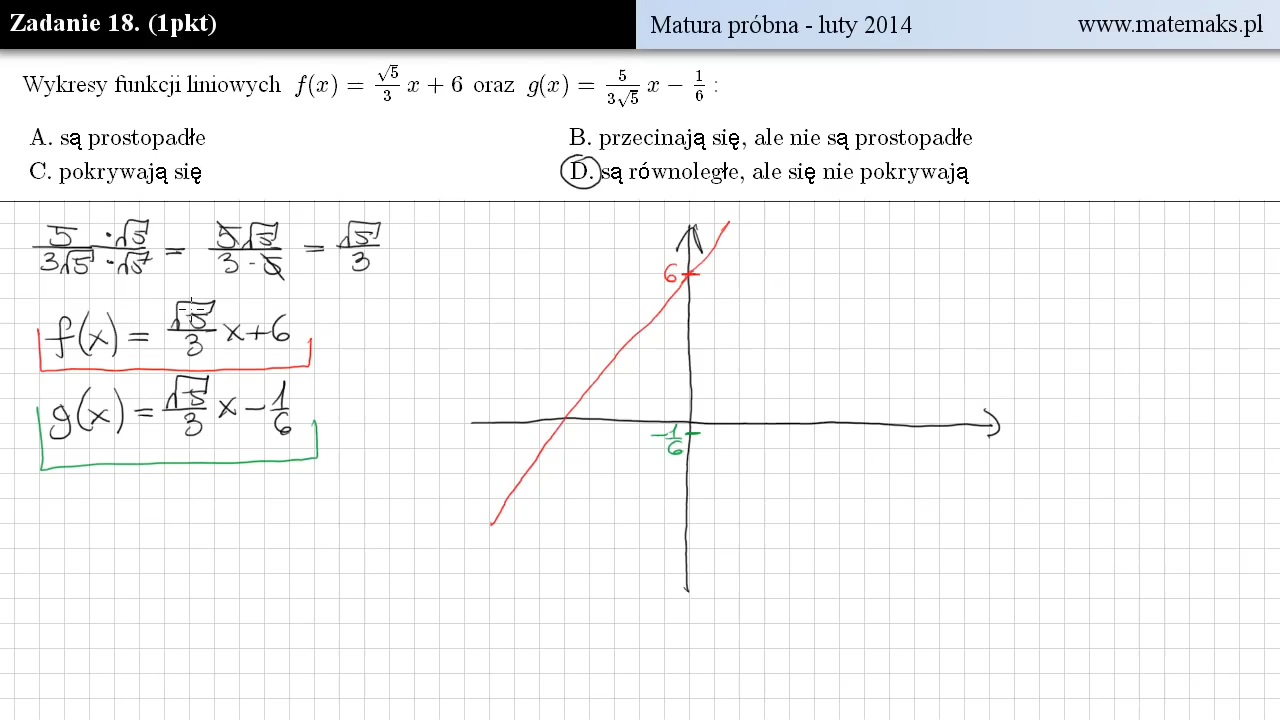 Zadanie 18. (1pkt)
Matura próbna - luty 2014
www.matemaks.pl
Wykresy funkcji liniowych f(x) = √5/3 x + 6 oraz g(x) = 5/(3√5) x − 1/6 :
A. są prostopadłe
B. przecinają się, ale nie są prostopadłe
C. pokrywają się
D. są równoległe, ale się nie pokrywają
5·√5/(3√5·√5) = 5√5/(3·5) = √5/3
f(x) = √5/3 x + 6
g(x) = √5/3 x − 1/6
6
−1/6